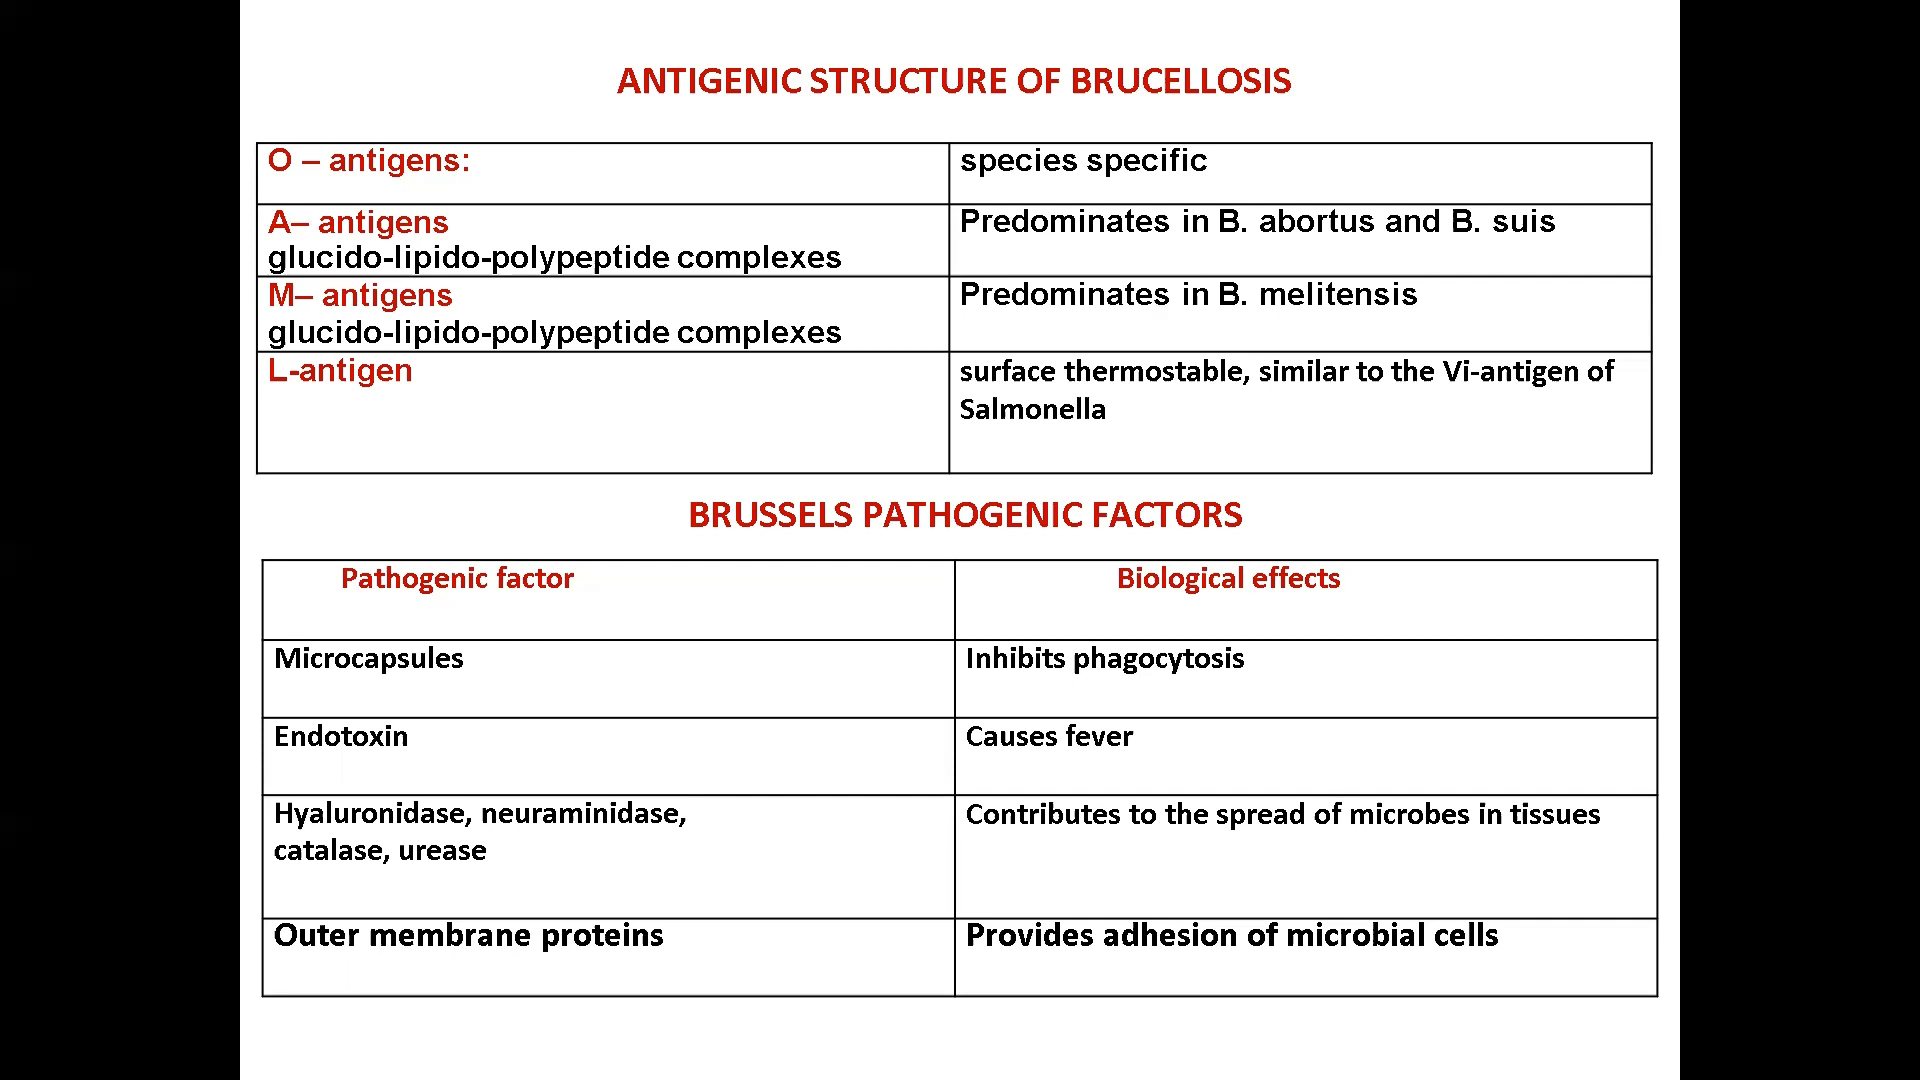 ANTIGENIC STRUCTURE OF BRUCELLOSIS
O – antigens:
species specific
A– antigens
glucido-lipido-polypeptide complexes
Predominates in B. abortus and B. suis
M– antigens
glucido-lipido-polypeptide complexes
Predominates in B. melitensis
L-antigen
surface thermostable, similar to the Vi-antigen of
Salmonella
BRUSSELS PATHOGENIC FACTORS
Pathogenic factor
Biological effects
Microcapsules
Inhibits phagocytosis
Endotoxin
Causes fever
Hyaluronidase, neuraminidase,
catalase, urease
Contributes to the spread of microbes in tissues
Outer membrane proteins
Provides adhesion of microbial cells